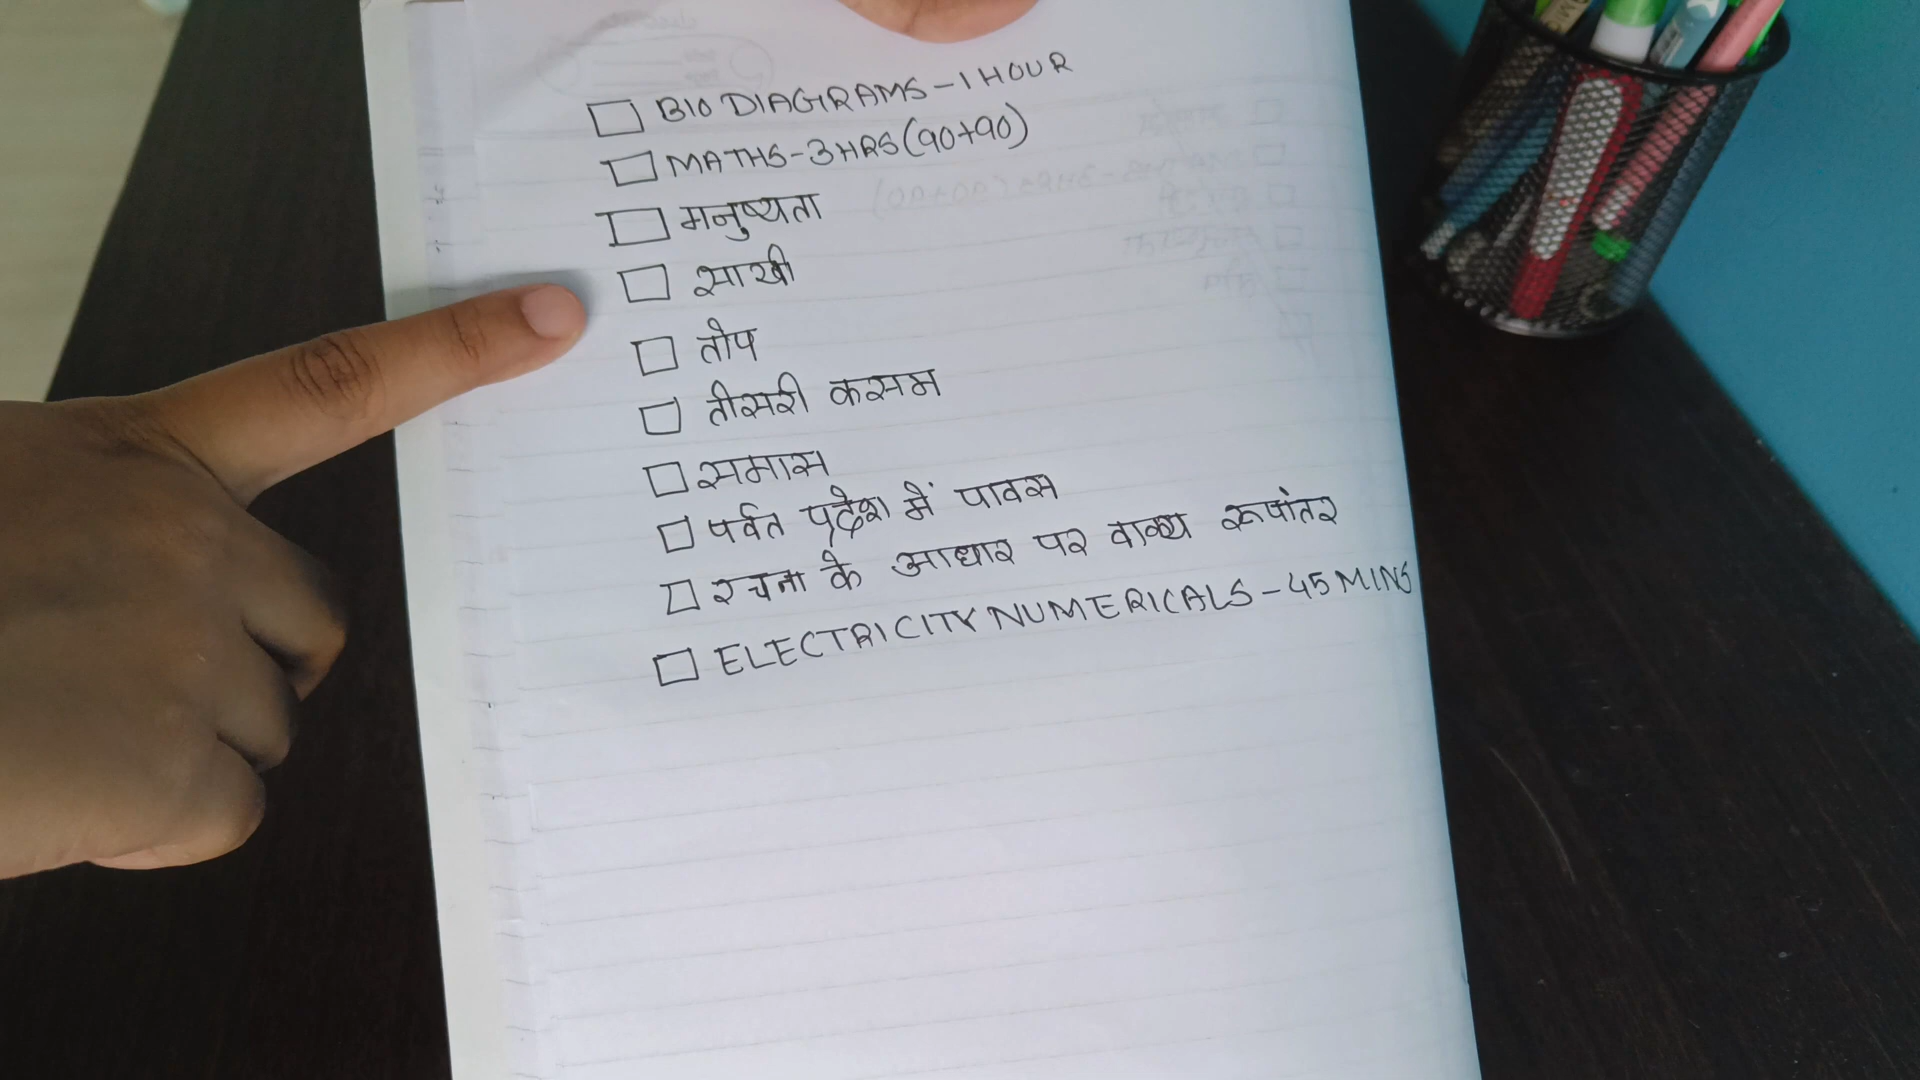 BIO DIAGRAMS - 1 HOUR
MATHS - 3 HRS (90+90)
मनुष्यता
साखी
तोप
तीसरी कसम
समास
पर्वत प्रदेश में पावस
रचना के आधार पर वाक्य रूपांतर
ELECTRICITY NUMERICALS - 45 MINS